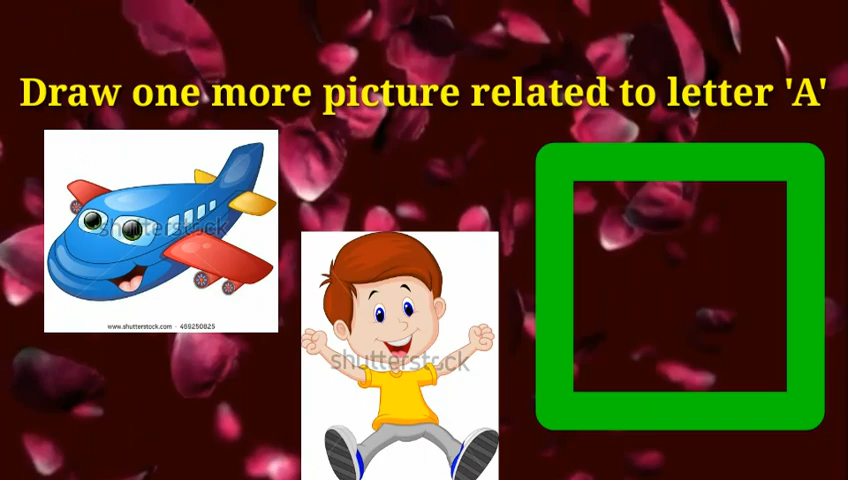 Draw one more picture related to letter 'A'
shutterstock
www.shutterstock.com · 469250825
shutterstock